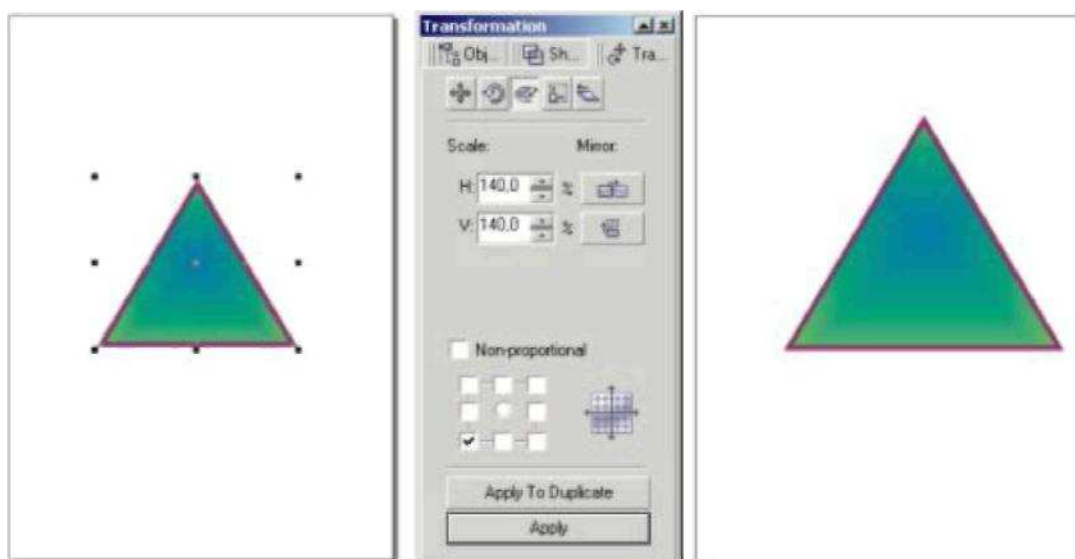 Transformation
Obj... Sh... Tra...
Scale: Mirror:
H: 140,0 %
V: 140,0 %
Non-proportional
Apply To Duplicate
Apply